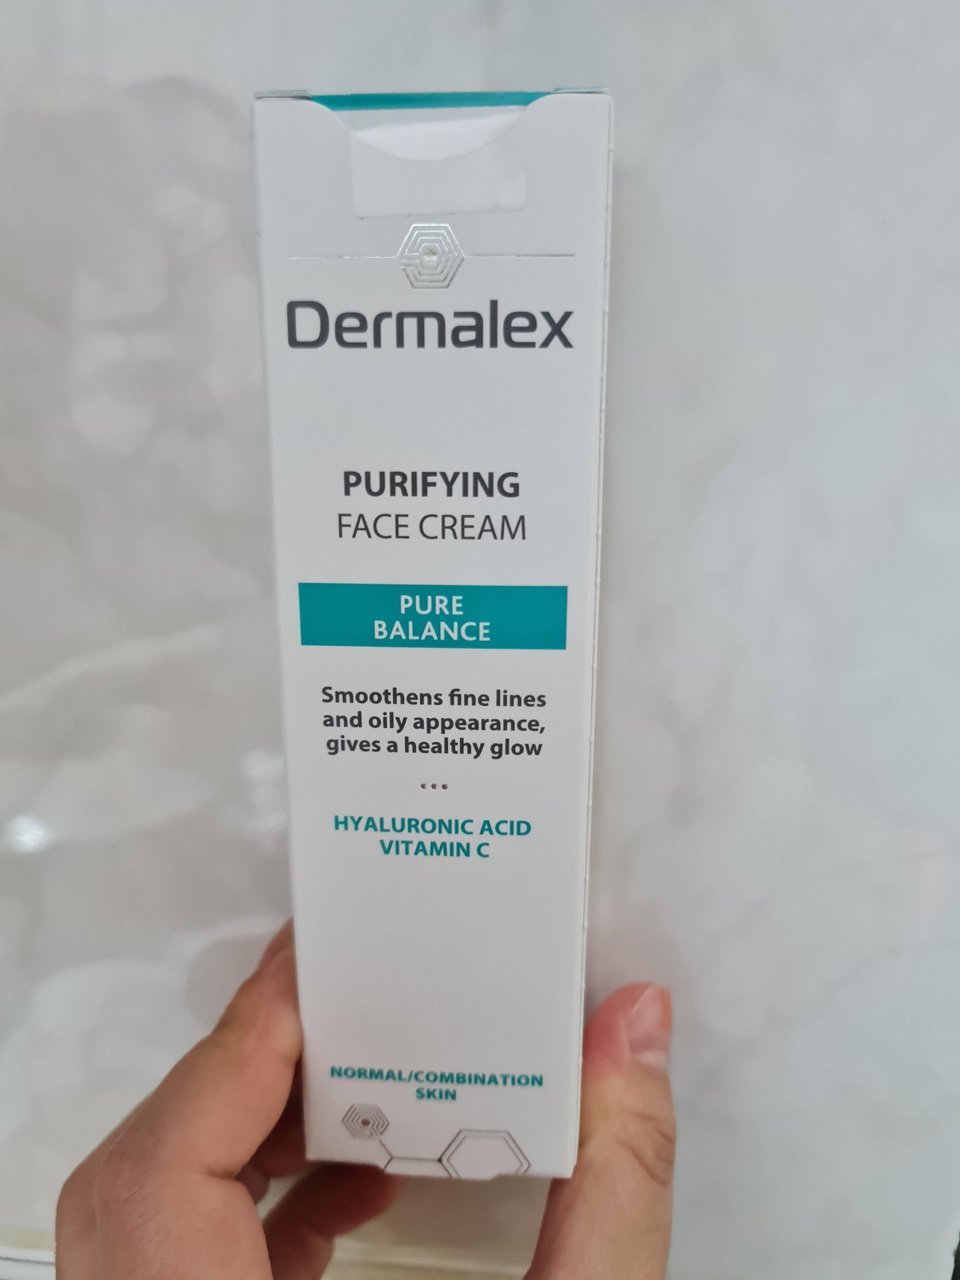 Dermalex
PURIFYING
FACE CREAM
PURE
BALANCE
Smoothens fine lines
and oily appearance,
gives a healthy glow
HYALURONIC ACID
VITAMIN C
NORMAL/COMBINATION
SKIN